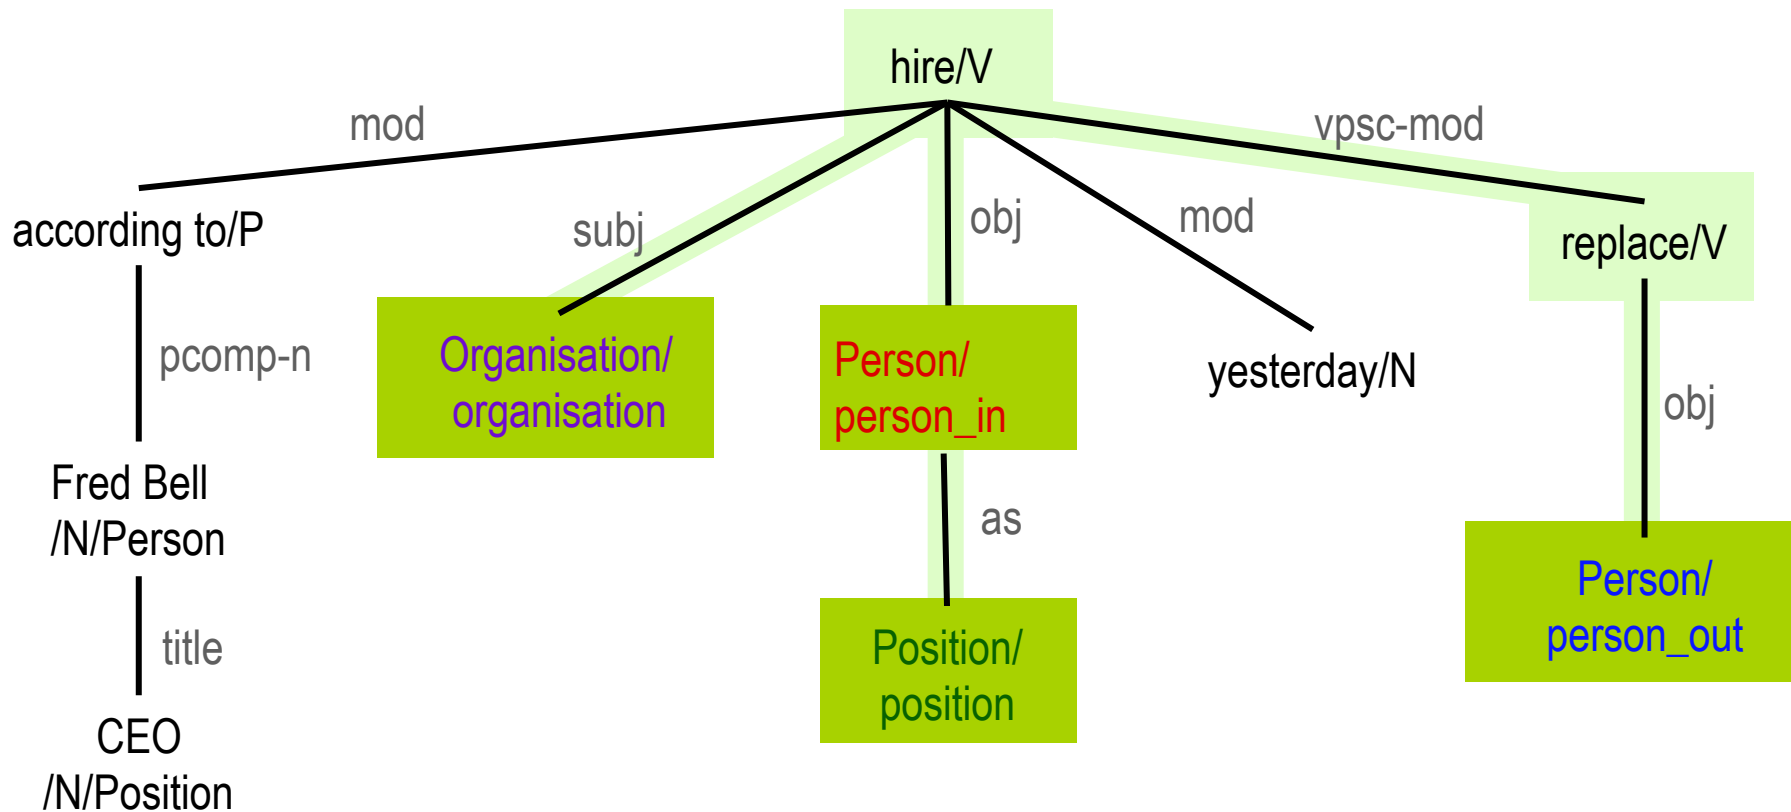 hire/V
mod
vpsc-mod
according to/P
subj
obj
mod
replace/V
pcomp-n
Organisation/
organisation
Person/
person_in
yesterday/N
obj
Fred Bell
/N/Person
as
Person/
person_out
title
Position/
position
CEO
/N/Position